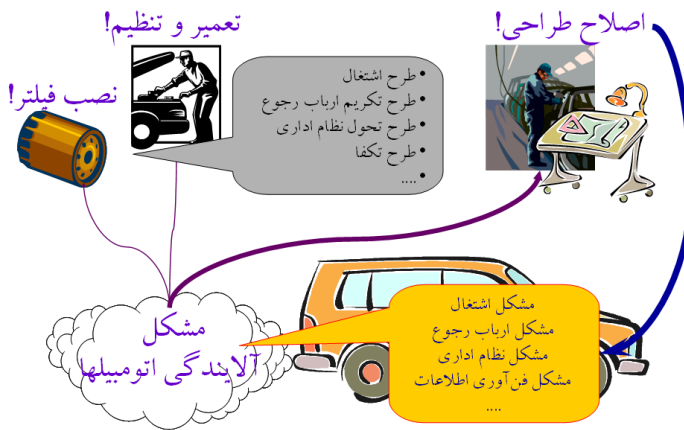 اصلاح طراحی!
تعمیر و تنظیم!
نصب فیلتر!
• طرح اشتغال
• طرح تکریم ارباب رجوع
• طرح تحول نظام اداری
• طرح تکفا
• ....
مشکل
آلایندگی اتومبیلها
مشکل اشتغال
مشکل ارباب رجوع
مشکل نظام اداری
مشکل فن‌آوری اطلاعات
....